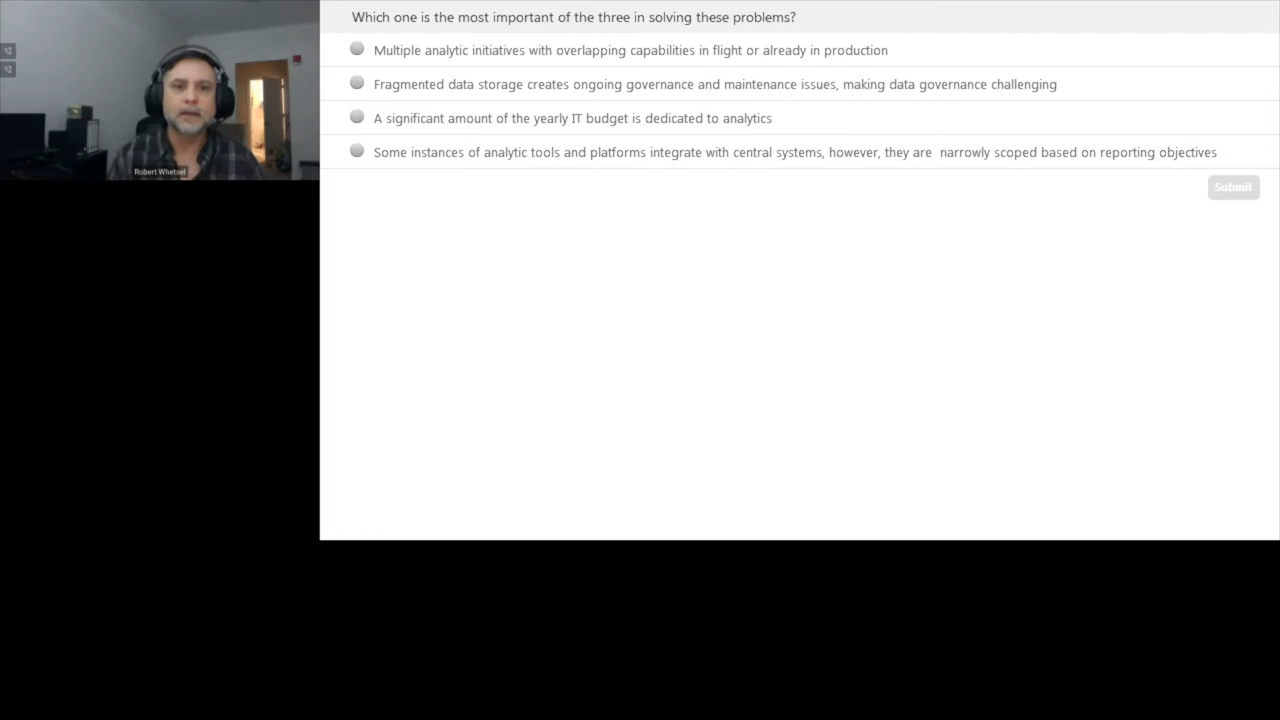 Which one is the most important of the three in solving these problems?
Multiple analytic initiatives with overlapping capabilities in flight or already in production
Fragmented data storage creates ongoing governance and maintenance issues, making data governance challenging
A significant amount of the yearly IT budget is dedicated to analytics
Some instances of analytic tools and platforms integrate with central systems, however, they are  narrowly scoped based on reporting objectives
Submit
Robert Whetsel